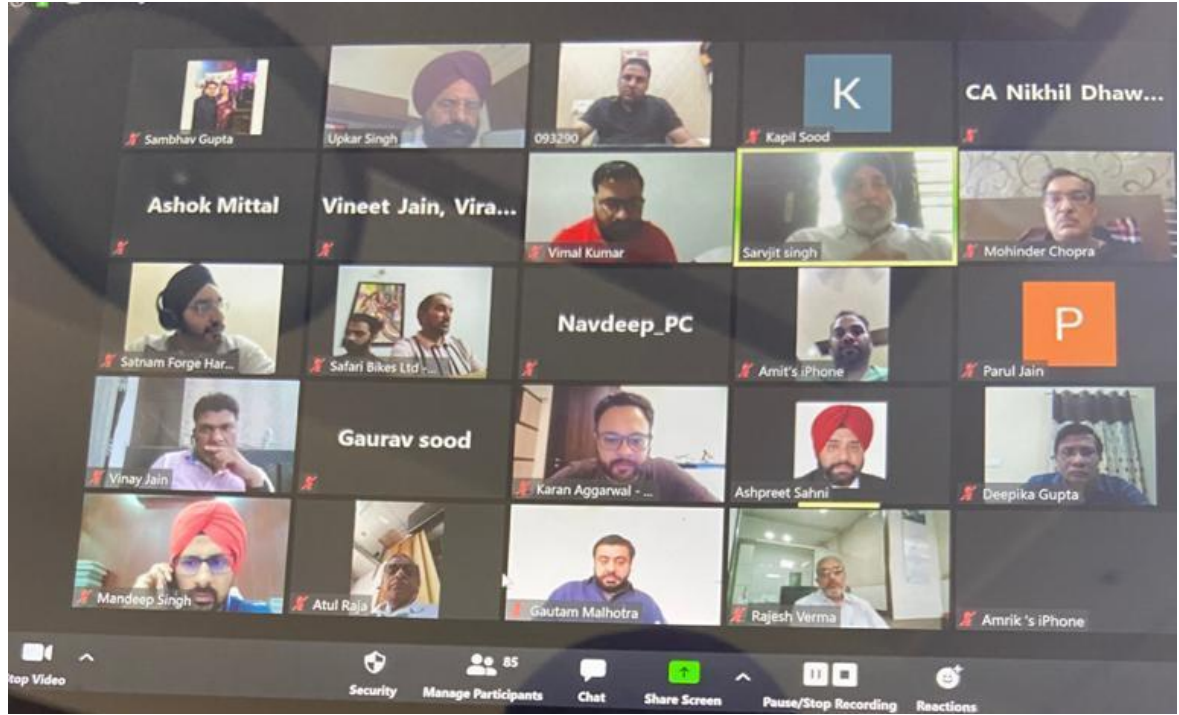 Sambhav Gupta
Upkar Singh
093290
K
Kapil Sood
CA Nikhil Dhaw...
Ashok Mittal
Vineet Jain, Vira...
Vimal Kumar
Sarvjit singh
Mohinder Chopra
Satnam Forge Har...
Safari Bikes Ltd -...
Navdeep_PC
Amit's iPhone
P
Parul Jain
Vinay Jain
Gaurav sood
Karan Aggarwal - ...
Ashpreet Sahni
Deepika Gupta
Mandeep Singh
Atul Raja
Gautam Malhotra
Rajesh Verma
Amrik 's iPhone
top Video
Security
85
Manage Participants
Chat
Share Screen
Pause/Stop Recording
Reactions